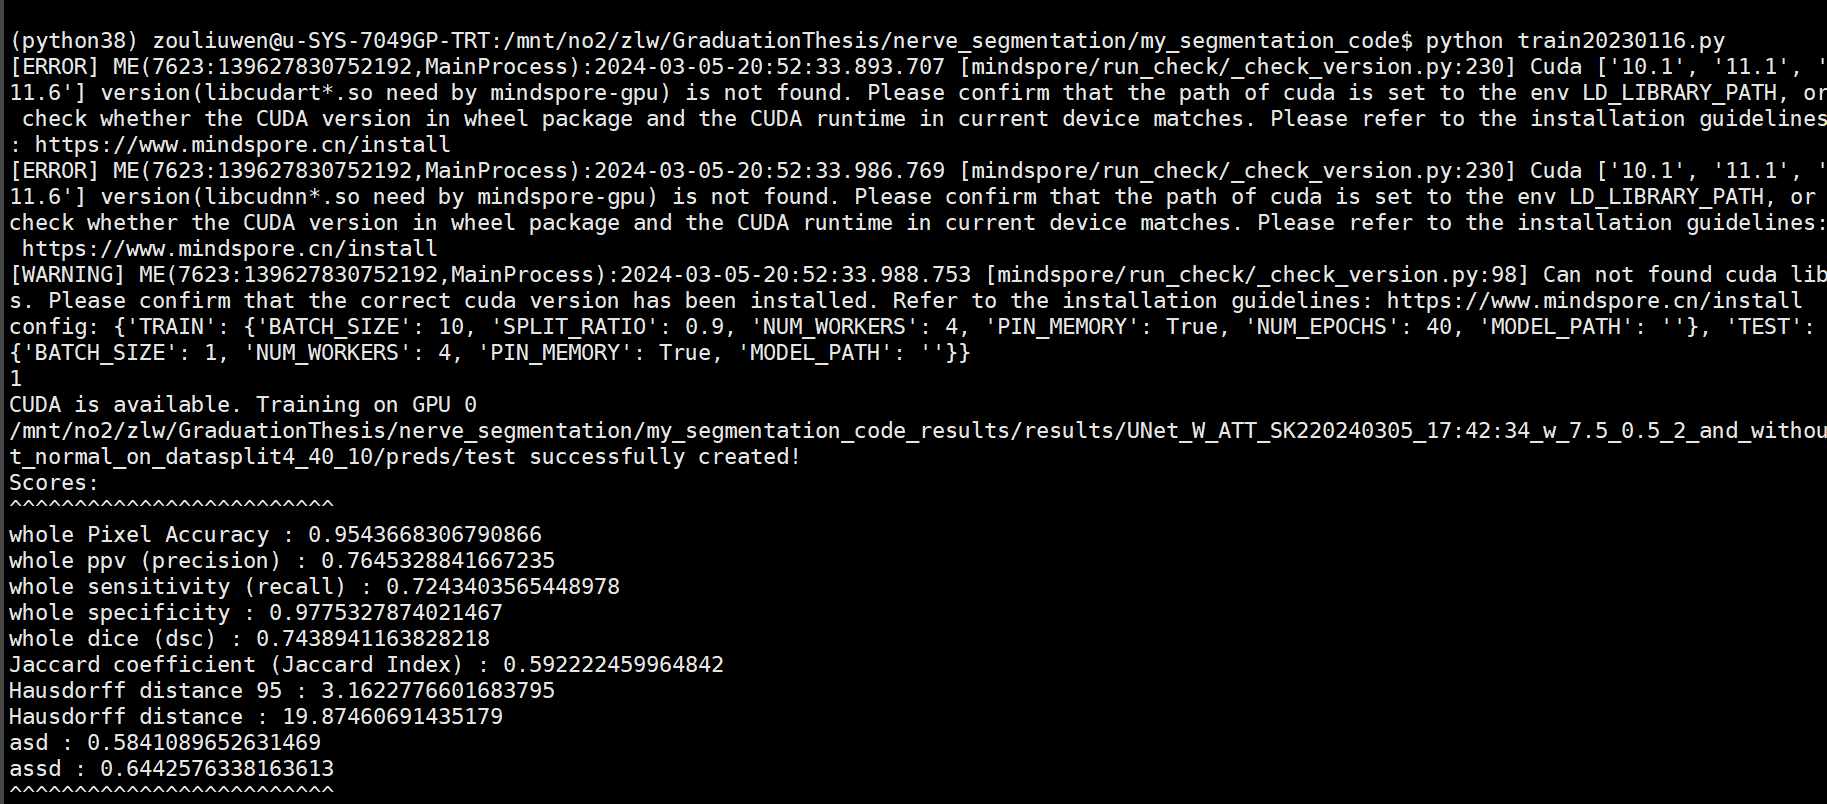 (python38) zouliuwen@u-SYS-7049GP-TRT:/mnt/no2/zlw/GraduationThesis/nerve_segmentation/my_segmentation_code$ python train20230116.py
[ERROR] ME(7623:139627830752192,MainProcess):2024-03-05-20:52:33.893.707 [mindspore/run_check/_check_version.py:230] Cuda ['10.1', '11.1', '
11.6'] version(libcudart*.so need by mindspore-gpu) is not found. Please confirm that the path of cuda is set to the env LD_LIBRARY_PATH, or
 check whether the CUDA version in wheel package and the CUDA runtime in current device matches. Please refer to the installation guidelines
: https://www.mindspore.cn/install
[ERROR] ME(7623:139627830752192,MainProcess):2024-03-05-20:52:33.986.769 [mindspore/run_check/_check_version.py:230] Cuda ['10.1', '11.1', '
11.6'] version(libcudnn*.so need by mindspore-gpu) is not found. Please confirm that the path of cuda is set to the env LD_LIBRARY_PATH, or
check whether the CUDA version in wheel package and the CUDA runtime in current device matches. Please refer to the installation guidelines:
 https://www.mindspore.cn/install
[WARNING] ME(7623:139627830752192,MainProcess):2024-03-05-20:52:33.988.753 [mindspore/run_check/_check_version.py:98] Can not found cuda lib
s. Please confirm that the correct cuda version has been installed. Refer to the installation guidelines: https://www.mindspore.cn/install
config: {'TRAIN': {'BATCH_SIZE': 10, 'SPLIT_RATIO': 0.9, 'NUM_WORKERS': 4, 'PIN_MEMORY': True, 'NUM_EPOCHS': 40, 'MODEL_PATH': ''}, 'TEST':
{'BATCH_SIZE': 1, 'NUM_WORKERS': 4, 'PIN_MEMORY': True, 'MODEL_PATH': ''}}
1
CUDA is available. Training on GPU 0
/mnt/no2/zlw/GraduationThesis/nerve_segmentation/my_segmentation_code_results/results/UNet_W_ATT_SK220240305_17:42:34_w_7.5_0.5_2_and_withou
t_normal_on_datasplit4_40_10/preds/test successfully created!
Scores:
^^^^^^^^^^^^^^^^^^^^^^^^^
whole Pixel Accuracy : 0.9543668306790866
whole ppv (precision) : 0.7645328841667235
whole sensitivity (recall) : 0.7243403565448978
whole specificity : 0.9775327874021467
whole dice (dsc) : 0.7438941163828218
Jaccard coefficient (Jaccard Index) : 0.592222459964842
Hausdorff distance 95 : 3.1622776601683795
Hausdorff distance : 19.87460691435179
asd : 0.5841089652631469
assd : 0.6442576338163613
^^^^^^^^^^^^^^^^^^^^^^^^^